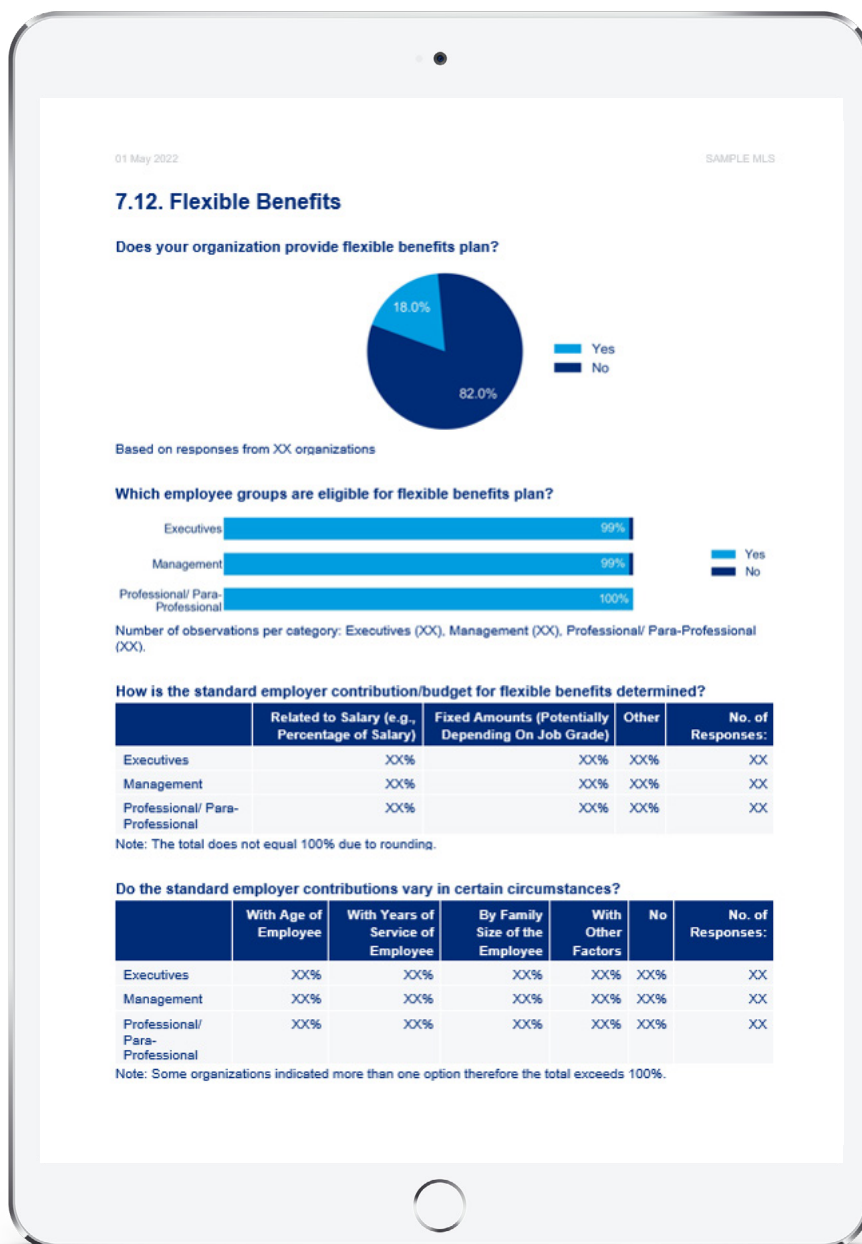 01 May 2022
SAMPLE MLS
7.12. Flexible Benefits
Does your organization provide flexible benefits plan?
18.0%
82.0%
Yes
No
Based on responses from XX organizations
Which employee groups are eligible for flexible benefits plan?
Executives
99%
Management
99%
Professional/ Para-
Professional
100%
Yes
No
Number of observations per category: Executives (XX), Management (XX), Professional/ Para-Professional
(XX).
How is the standard employer contribution/budget for flexible benefits determined?
Related to Salary (e.g., Fixed Amounts (Potentially Other No. of
Percentage of Salary) Depending On Job Grade) Responses:
Executives XX% XX% XX% XX
Management XX% XX% XX% XX
Professional/ Para- XX% XX% XX% XX
Professional
Note: The total does not equal 100% due to rounding.
Do the standard employer contributions vary in certain circumstances?
With Age of With Years of By Family With No No. of
Employee Service of Size of the Other Responses:
Employee Employee Factors
Executives XX% XX% XX% XX% XX% XX
Management XX% XX% XX% XX% XX% XX
Professional/ XX% XX% XX% XX% XX% XX
Para-
Professional
Note: Some organizations indicated more than one option therefore the total exceeds 100%.